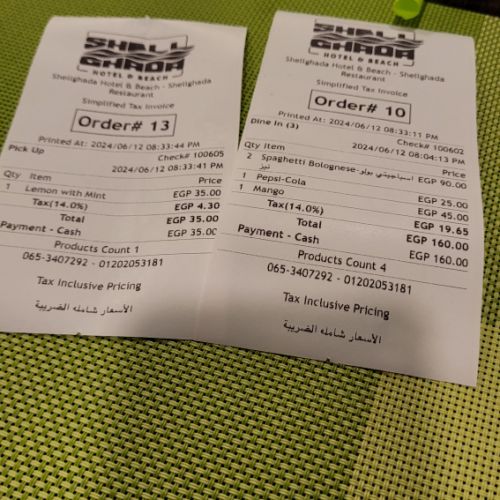 SHELL
GHADA
HOTEL & BEACH
Shellghada Hotel & Beach - Shellghada
Restaurant
Simplified Tax Invoice
Order# 13
Printed At: 2024/06/12 08:33:44 PM
Check# 100605
Pick Up
2024/06/12 08:33:41 PM
Qty Item Price
1 Lemon with Mint EGP 35.00
Tax(14.0%) EGP 4.30
Total EGP 35.00
Payment - Cash EGP 35.00
Products Count 1
065-3407292 - 01202053181
Tax Inclusive Pricing
الأسعار شامله الضريبة
SHELL
GHADA
HOTEL & BEACH
Shellghada Hotel & Beach - Shellghada
Restaurant
Simplified Tax Invoice
Order# 10
Printed At: 2024/06/12 08:33:11 PM
Check# 100602
Dine In (3)
2024/06/12 08:04:13 PM
Qty Item Price
2 Spaghetti Bolognese-اسباجيتي بولو EGP 90.00
نيز
1 Pepsi-Cola EGP 25.00
1 Mango EGP 45.00
Tax(14.0%) EGP 19.65
Total EGP 160.00
Payment - Cash EGP 160.00
Products Count 4
065-3407292 - 01202053181
Tax Inclusive Pricing
الأسعار شامله الضريبة